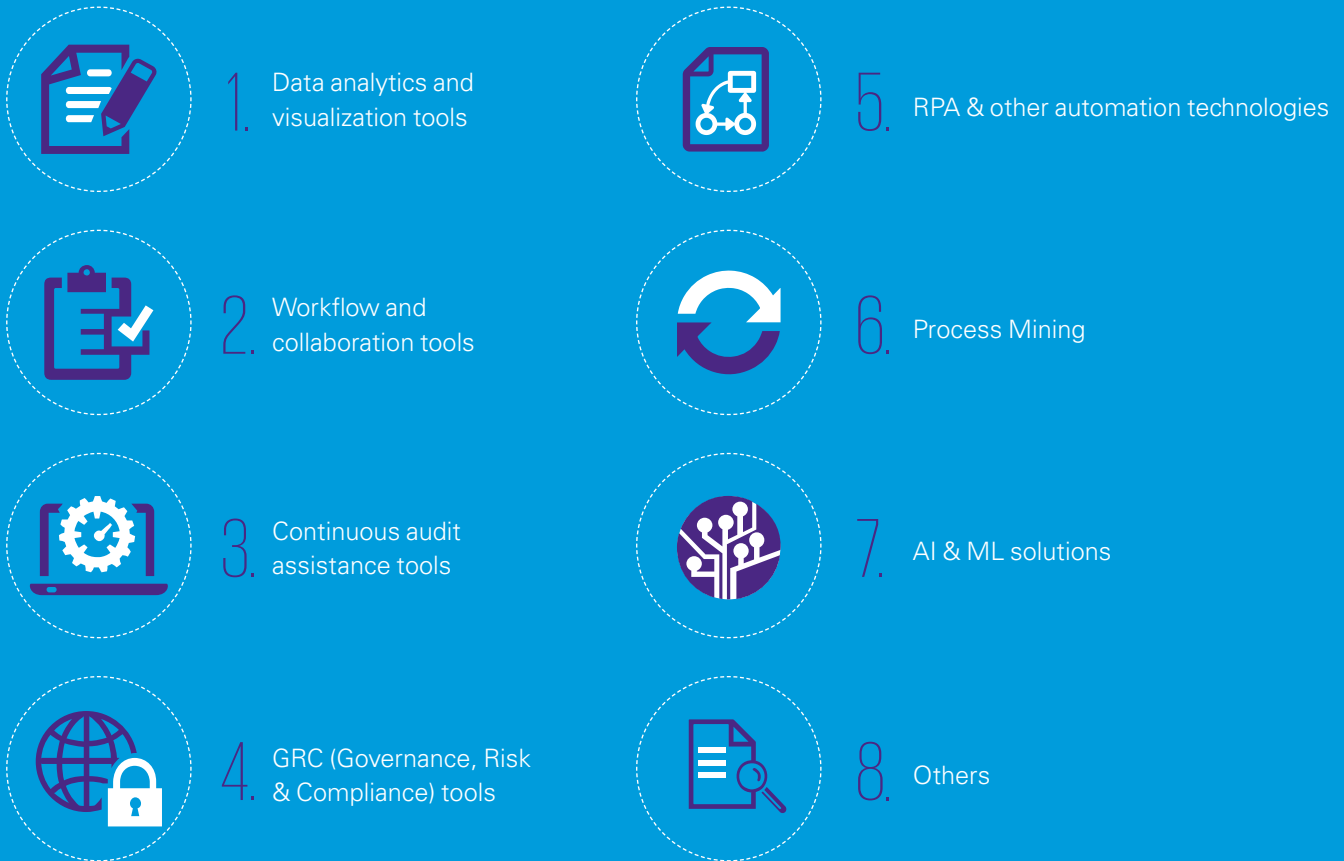 1. Data analytics and
visualization tools
2. Workflow and
collaboration tools
3. Continuous audit
assistance tools
4. GRC (Governance, Risk
& Compliance) tools
5. RPA & other automation technologies
6. Process Mining
7. AI & ML solutions
8. Others